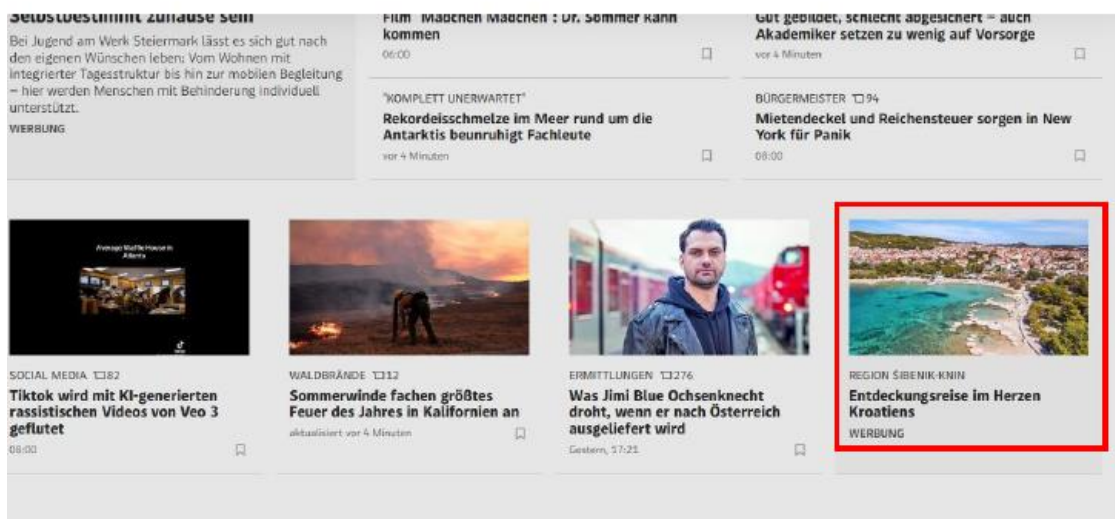 Selbstbestimmt zuhause sein
Bei Jugend am Werk Steiermark lässt es sich gut nach
den eigenen Wünschen leben: Vom Wohnen mit
integrierter Tagesstruktur bis hin zur mobilen Begleitung
– hier werden Menschen mit Behinderung individuell
unterstützt.
WERBUNG
Film "Mädchen Mädchen": Dr. Sommer kann
kommen
06:00
"KOMPLETT UNERWARTET"
Rekordeisschmelze im Meer rund um die
Antarktis beunruhigt Fachleute
vor 4 Minuten
Gut gebildet, schlecht abgesichert – auch
Akademiker setzen zu wenig auf Vorsorge
vor 4 Minuten
BÜRGERMEISTER 94
Mietendeckel und Reichensteuer sorgen in New
York für Panik
08:00
Average Waffle House in
Atlanta
SOCIAL MEDIA 82
Tiktok wird mit KI-generierten
rassistischen Videos von Veo 3
geflutet
08:00
WALDBRÄNDE 12
Sommerwinde fachen größtes
Feuer des Jahres in Kalifornien an
aktualisiert vor 4 Minuten
ERMITTLUNGEN 276
Was Jimi Blue Ochsenknecht
droht, wenn er nach Österreich
ausgeliefert wird
Gestern, 17:21
REGION ŠIBENIK-KNIN
Entdeckungsreise im Herzen
Kroatiens
WERBUNG